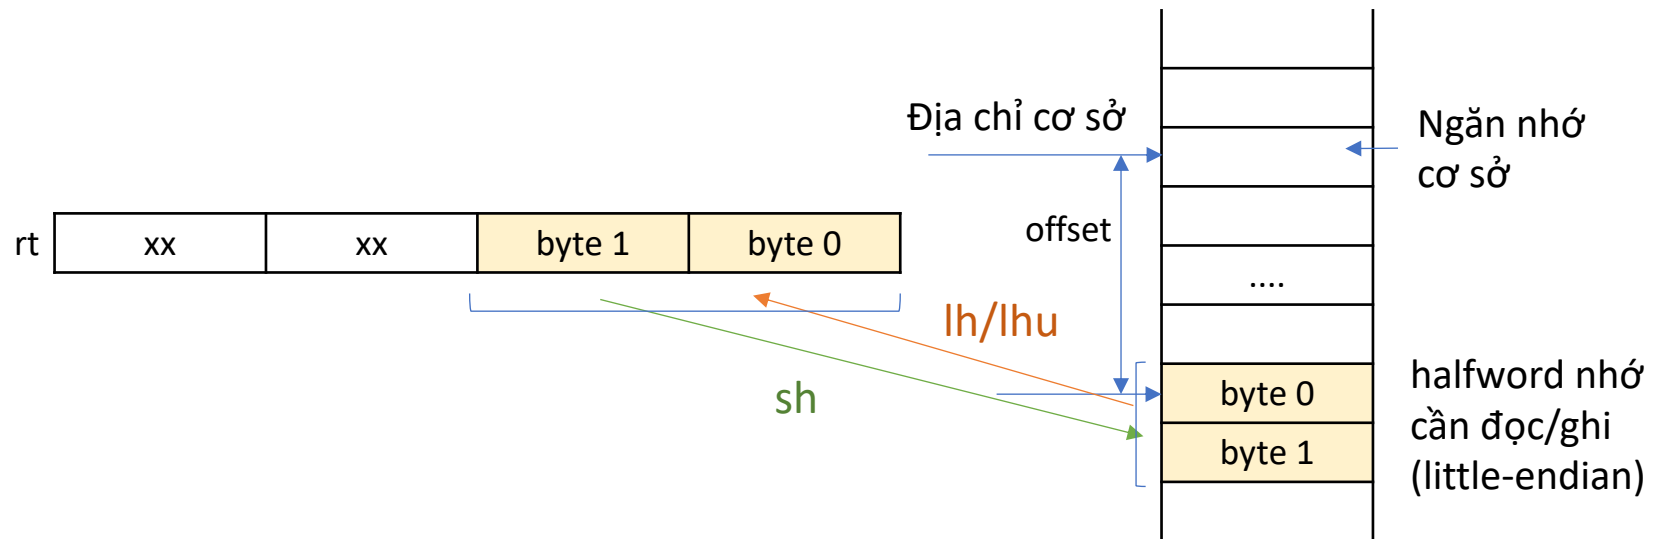 Địa chỉ cơ sở
Ngăn nhớ
cơ sở
rt
xx
xx
byte 1
byte 0
offset
....
lh/lhu
sh
byte 0
byte 1
halfword nhớ
cần đọc/ghi
(little-endian)